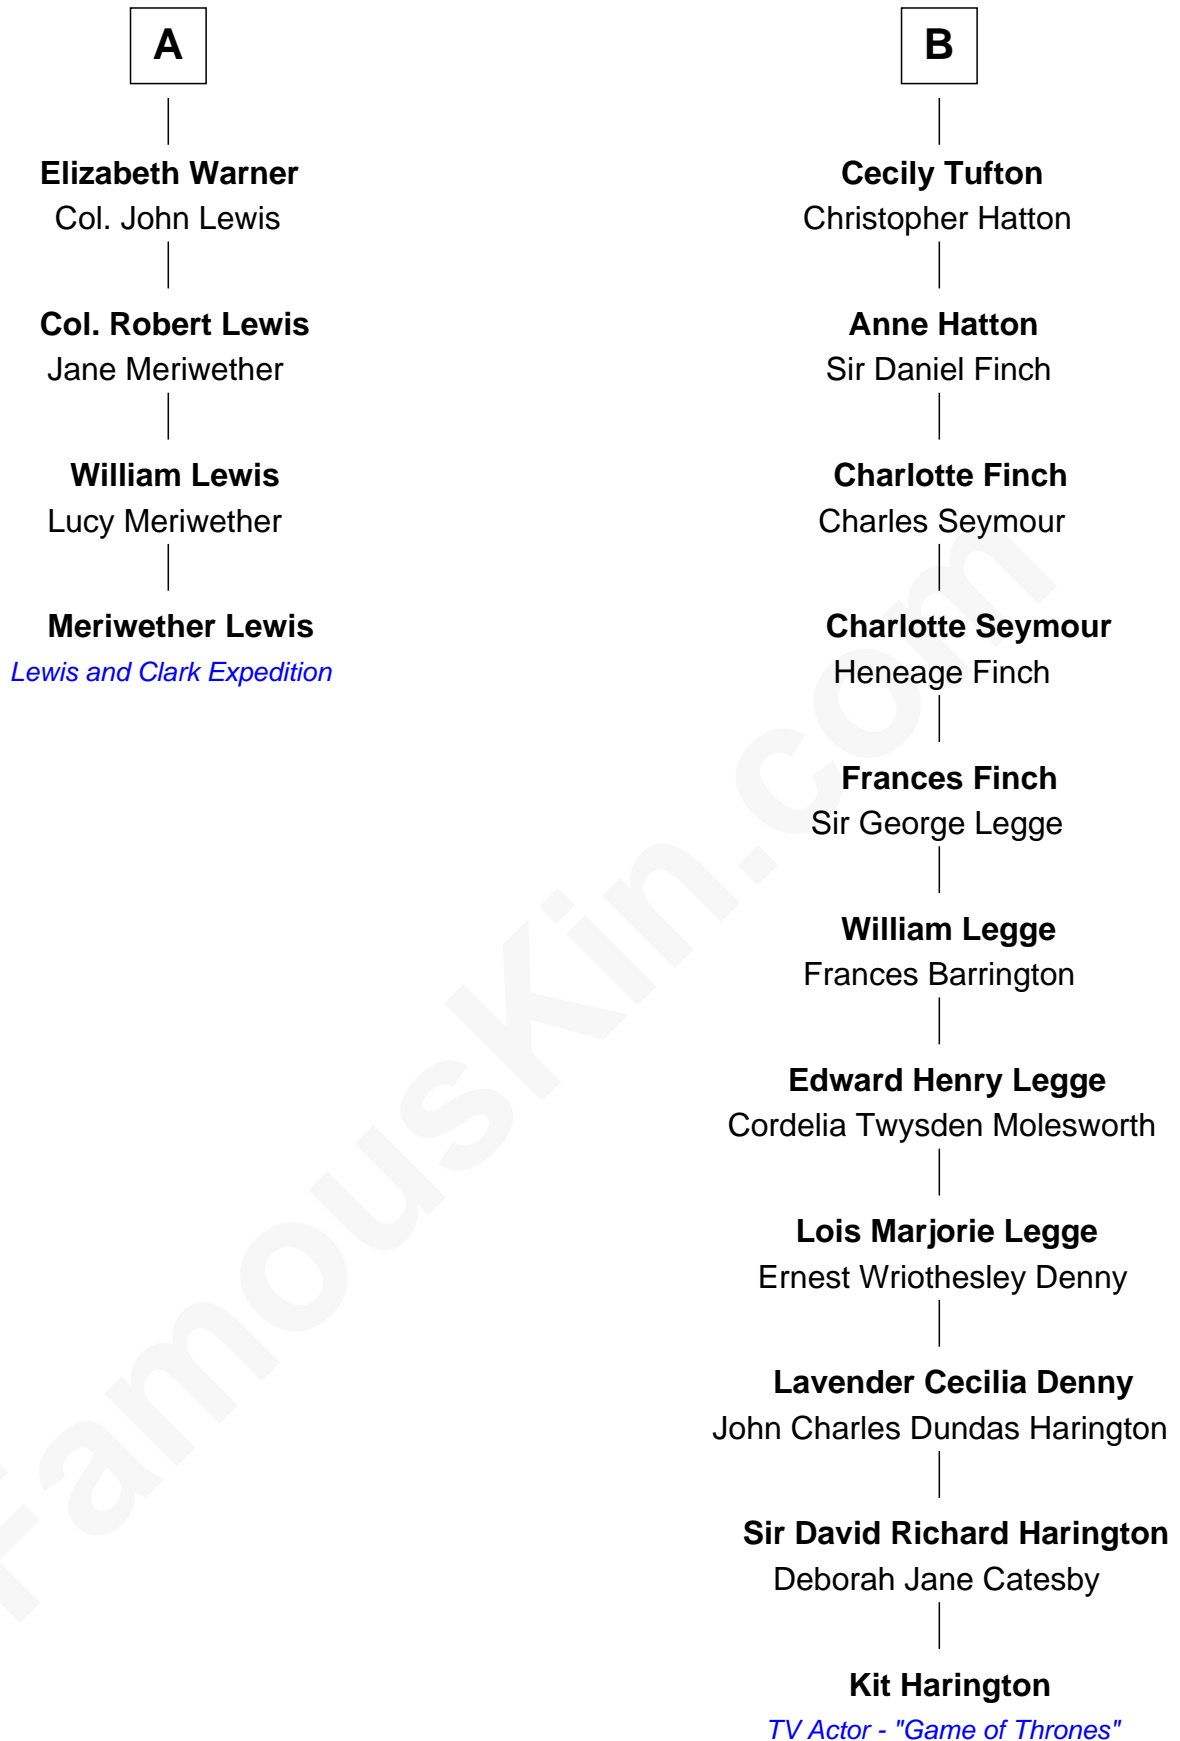 A
Elizabeth Warner
Col. John Lewis
Col. Robert Lewis
Jane Meriwether
William Lewis
Lucy Meriwether
Meriwether Lewis
Lewis and Clark Expedition
B
Cecily Tufton
Christopher Hatton
Anne Hatton
Sir Daniel Finch
Charlotte Finch
Charles Seymour
Charlotte Seymour
Heneage Finch
Frances Finch
Sir George Legge
William Legge
Frances Barrington
Edward Henry Legge
Cordelia Twysden Molesworth
Lois Marjorie Legge
Ernest Wriothesley Denny
Lavender Cecilia Denny
John Charles Dundas Harington
Sir David Richard Harington
Deborah Jane Catesby
Kit Harington
TV Actor - "Game of Thrones"
FamousKin.com